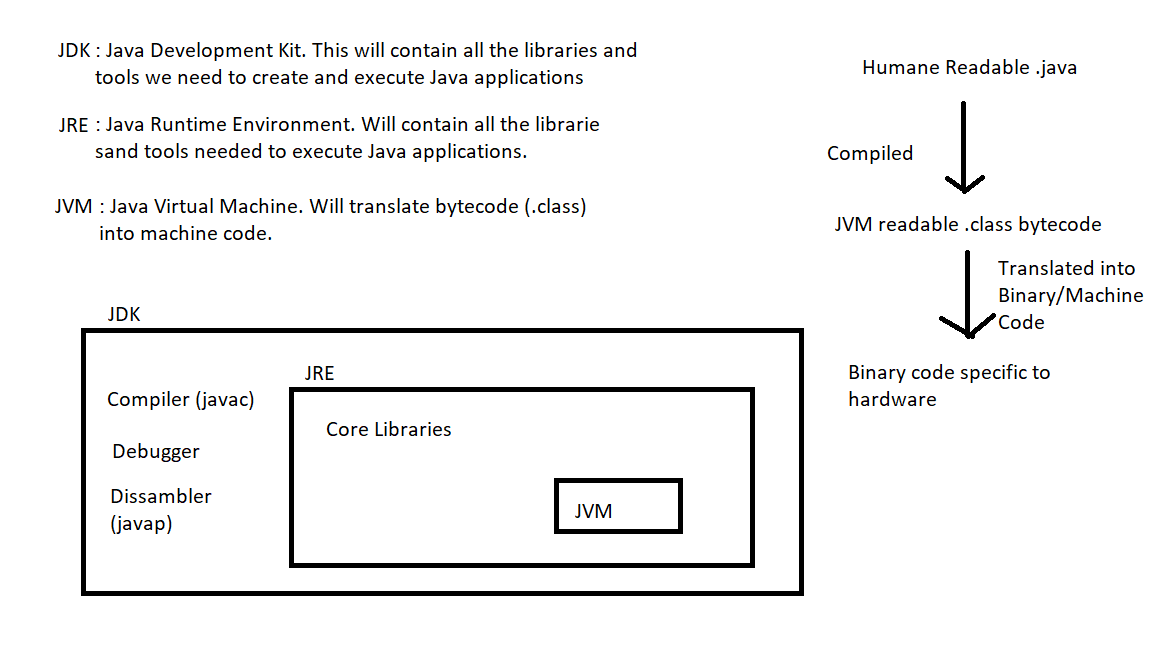 JDK : Java Development Kit. This will contain all the libraries and
tools we need to create and execute Java applications
JRE : Java Runtime Environment. Will contain all the librarie
sand tools needed to execute Java applications.
JVM : Java Virtual Machine. Will translate bytecode (.class)
into machine code.
Humane Readable .java
Compiled
JVM readable .class bytecode
Translated into
Binary/Machine
Code
Binary code specific to
hardware
JDK
Compiler (javac)
Debugger
Dissambler
(javap)
JRE
Core Libraries
JVM